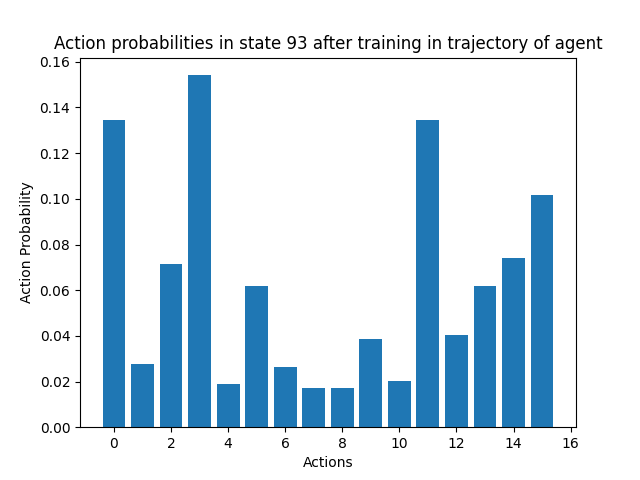 Action probabilities in state 93 after training in trajectory of agent
0.16
0.14
0.12
0.10
0.08
0.06
0.04
0.02
0.00
Action Probability
0 2 4 6 8 10 12 14 16
Actions